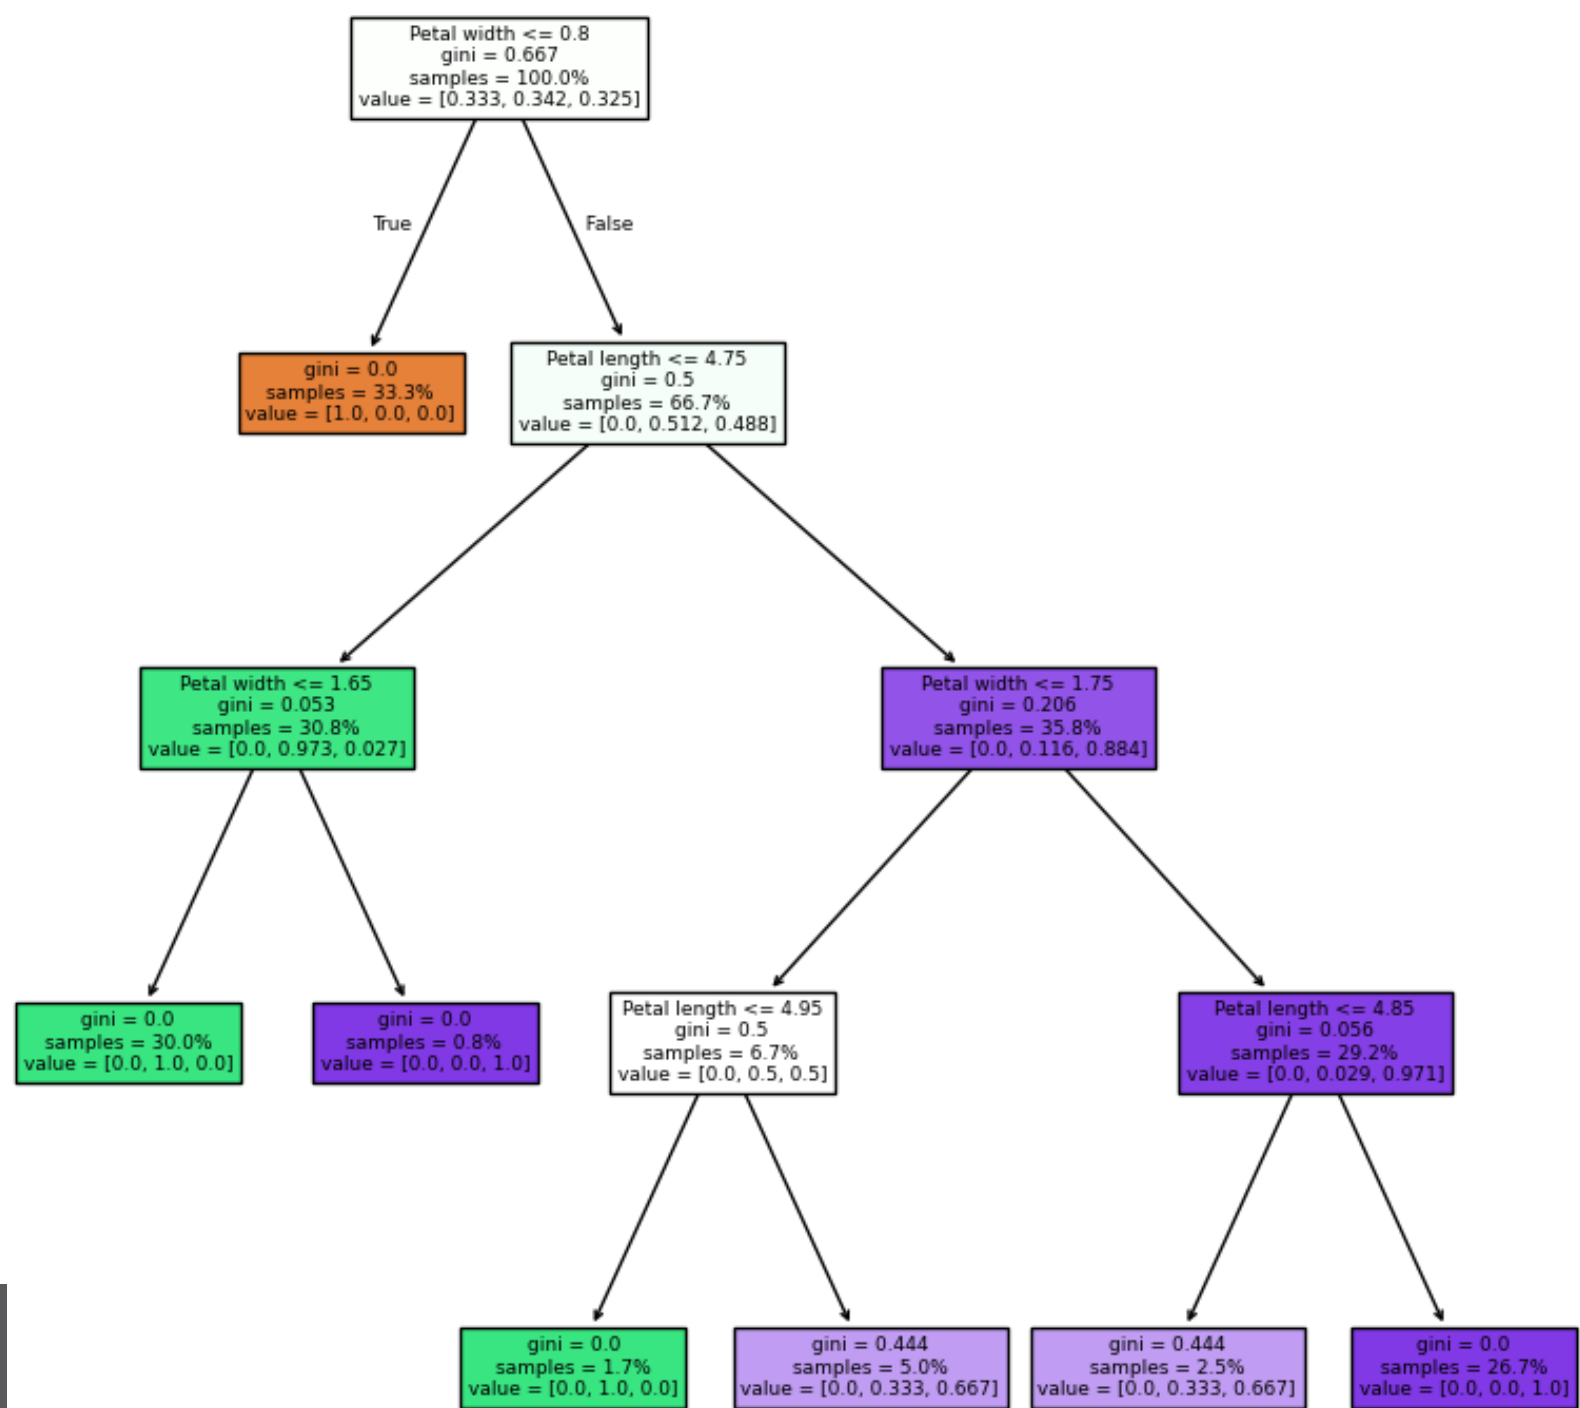 Petal width <= 0.8
gini = 0.667
samples = 100.0%
value = [0.333, 0.342, 0.325]
True
False
gini = 0.0
samples = 33.3%
value = [1.0, 0.0, 0.0]
Petal length <= 4.75
gini = 0.5
samples = 66.7%
value = [0.0, 0.512, 0.488]
Petal width <= 1.65
gini = 0.053
samples = 30.8%
value = [0.0, 0.973, 0.027]
Petal width <= 1.75
gini = 0.206
samples = 35.8%
value = [0.0, 0.116, 0.884]
gini = 0.0
samples = 30.0%
value = [0.0, 1.0, 0.0]
gini = 0.0
samples = 0.8%
value = [0.0, 0.0, 1.0]
Petal length <= 4.95
gini = 0.5
samples = 6.7%
value = [0.0, 0.5, 0.5]
Petal length <= 4.85
gini = 0.056
samples = 29.2%
value = [0.0, 0.029, 0.971]
gini = 0.0
samples = 1.7%
value = [0.0, 1.0, 0.0]
gini = 0.444
samples = 5.0%
value = [0.0, 0.333, 0.667]
gini = 0.444
samples = 2.5%
value = [0.0, 0.333, 0.667]
gini = 0.0
samples = 26.7%
value = [0.0, 0.0, 1.0]